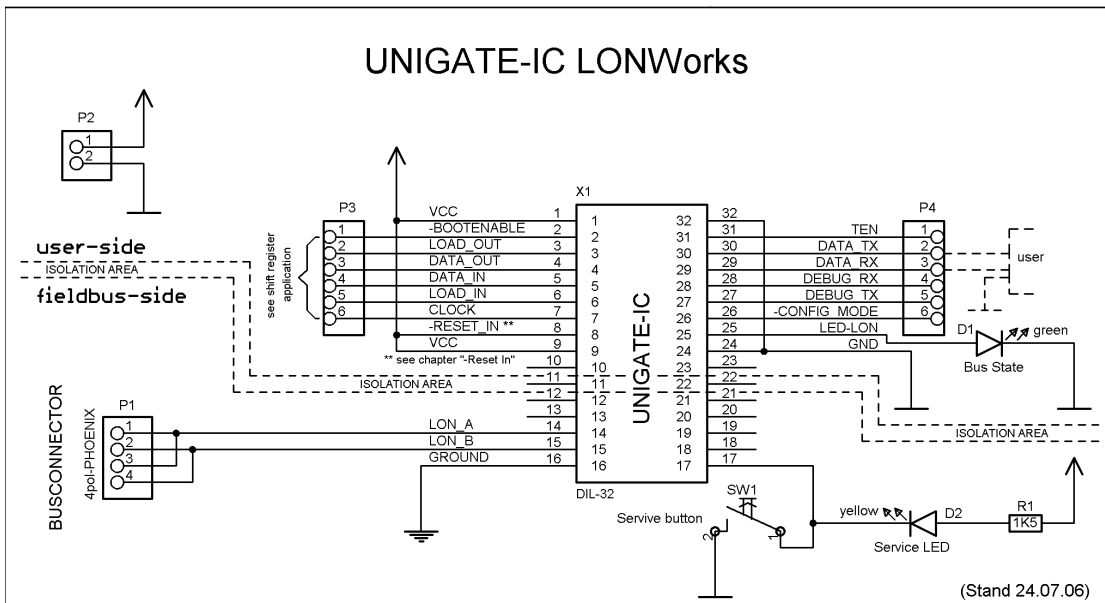 UNIGATE-IC LONWorks
P2
1
2
user-side
ISOLATION AREA
fieldbus-side
P3
1
2
3
4
5
6
see shift register
application
VCC
-BOOTENABLE
LOAD_OUT
DATA_OUT
DATA_IN
LOAD_IN
CLOCK
-RESET_IN **
VCC
** see chapter "-Reset In"
ISOLATION AREA
1
2
3
4
5
6
7
8
9
10
11
12
13
14
15
16
X1
1
2
3
4
5
6
7
8
9
10
11
12
13
14
15
16
UNIGATE-IC
32
31
30
29
28
27
26
25
24
23
22
21
20
19
18
17
DIL-32
32
31
30
29
28
27
26
25
24
23
22
21
20
19
18
17
TEN
DATA_TX
DATA_RX
DEBUG_RX
DEBUG_TX
-CONFIG_MODE
LED-LON
GND
P4
1
2
3
4
5
6
user
D1
green
Bus State
ISOLATION AREA
BUSCONNECTOR
4pol-PHOENIX
P1
1
2
3
4
LON_A
LON_B
GROUND
SW1
Servive button
2
1
yellow
D2
Service LED
R1
1K5
(Stand 24.07.06)